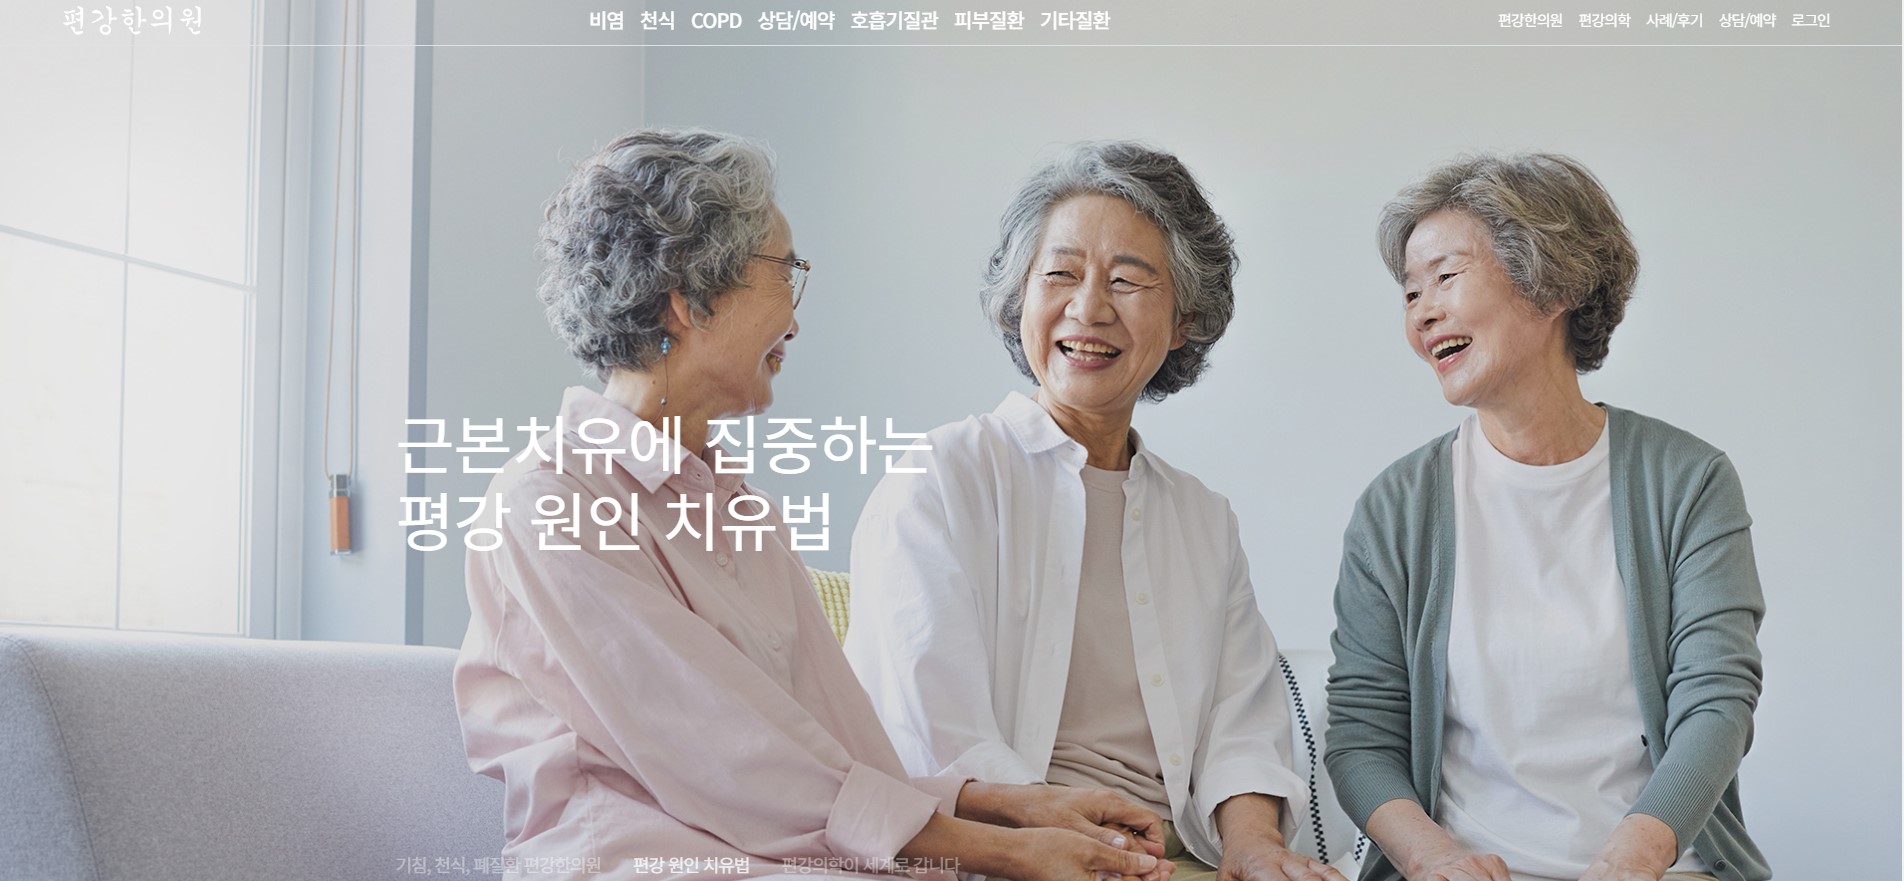 편강한의원
비염 천식 COPD 상담/예약 호흡기질관 피부질환 기타질환
편강한의원 편강의학 사례/후기 상담/예약 로그인
근본치유에 집중하는
평강 원인 치유법
기침, 천식, 폐질환 편강한의원 편강 원인 치유법 편강의학이 세계로 갑니다